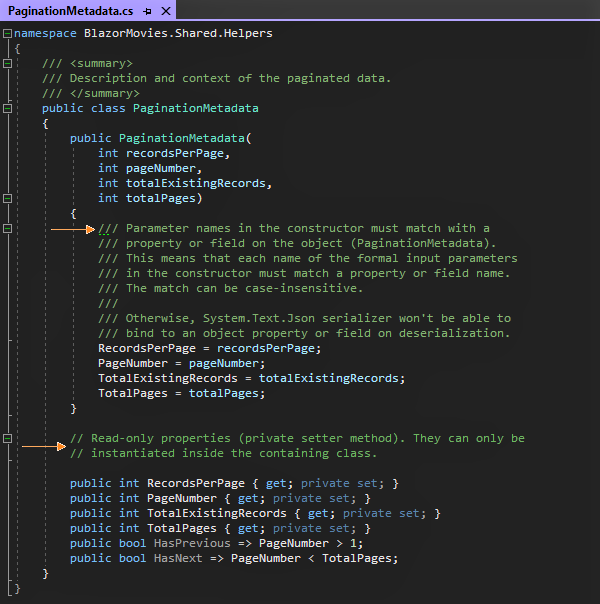 PaginationMetadata.cs
namespace BlazorMovies.Shared.Helpers
{
/// <summary>
/// Description and context of the paginated data.
/// </summary>
public class PaginationMetadata
{
public PaginationMetadata(
int recordsPerPage,
int pageNumber,
int totalExistingRecords,
int totalPages)
{
/// Parameter names in the constructor must match with a
/// property or field on the object (PaginationMetadata).
/// This means that each name of the formal input parameters
/// in the constructor must match a property or field name.
/// The match can be case-insensitive.
///
/// Otherwise, System.Text.Json serializer won't be able to
/// bind to an object property or field on deserialization.
RecordsPerPage = recordsPerPage;
PageNumber = pageNumber;
TotalExistingRecords = totalExistingRecords;
TotalPages = totalPages;
}
// Read-only properties (private setter method). They can only be
// instantiated inside the containing class.
public int RecordsPerPage { get; private set; }
public int PageNumber { get; private set; }
public int TotalExistingRecords { get; private set; }
public int TotalPages { get; private set; }
public bool HasPrevious => PageNumber > 1;
public bool HasNext => PageNumber < TotalPages;
}
}